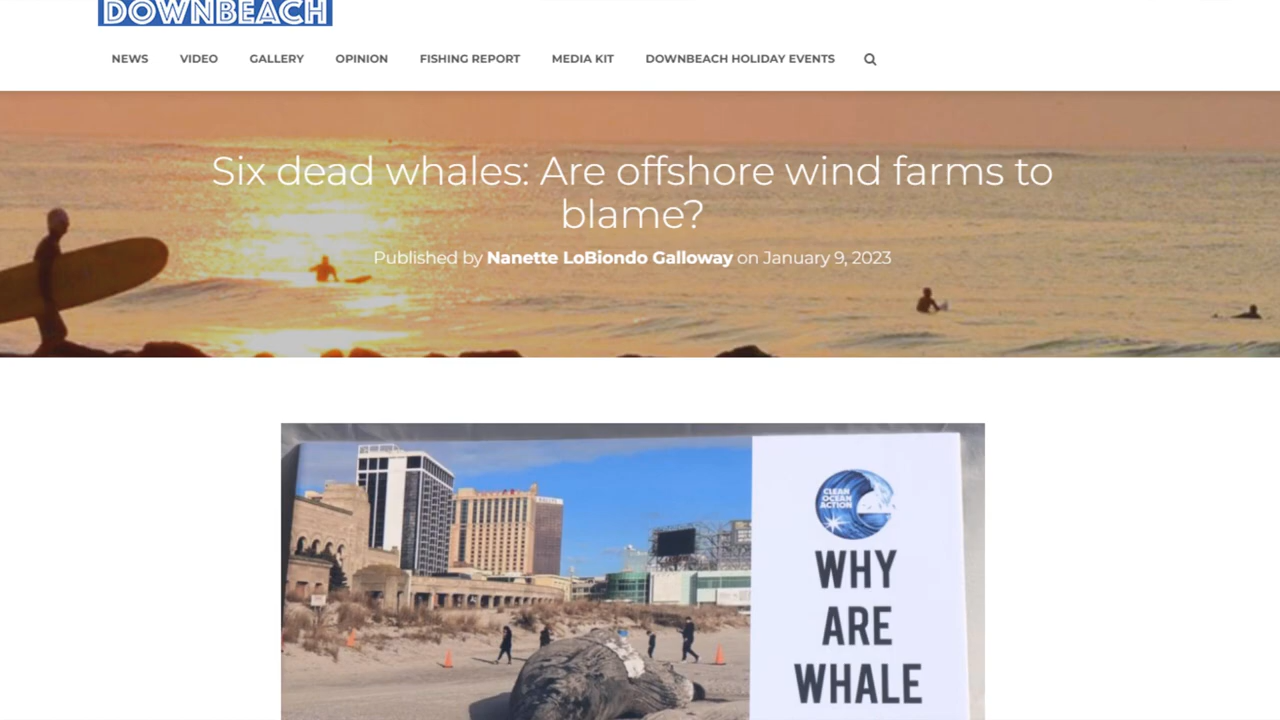 DOWNBEACH
NEWS VIDEO GALLERY OPINION FISHING REPORT MEDIA KIT DOWNBEACH HOLIDAY EVENTS
Six dead whales: Are offshore wind farms to
blame?
Published by Nanette LoBiondo Galloway on January 9, 2023
CLEAN
OCEAN
ACTION
WHY
ARE
WHALE